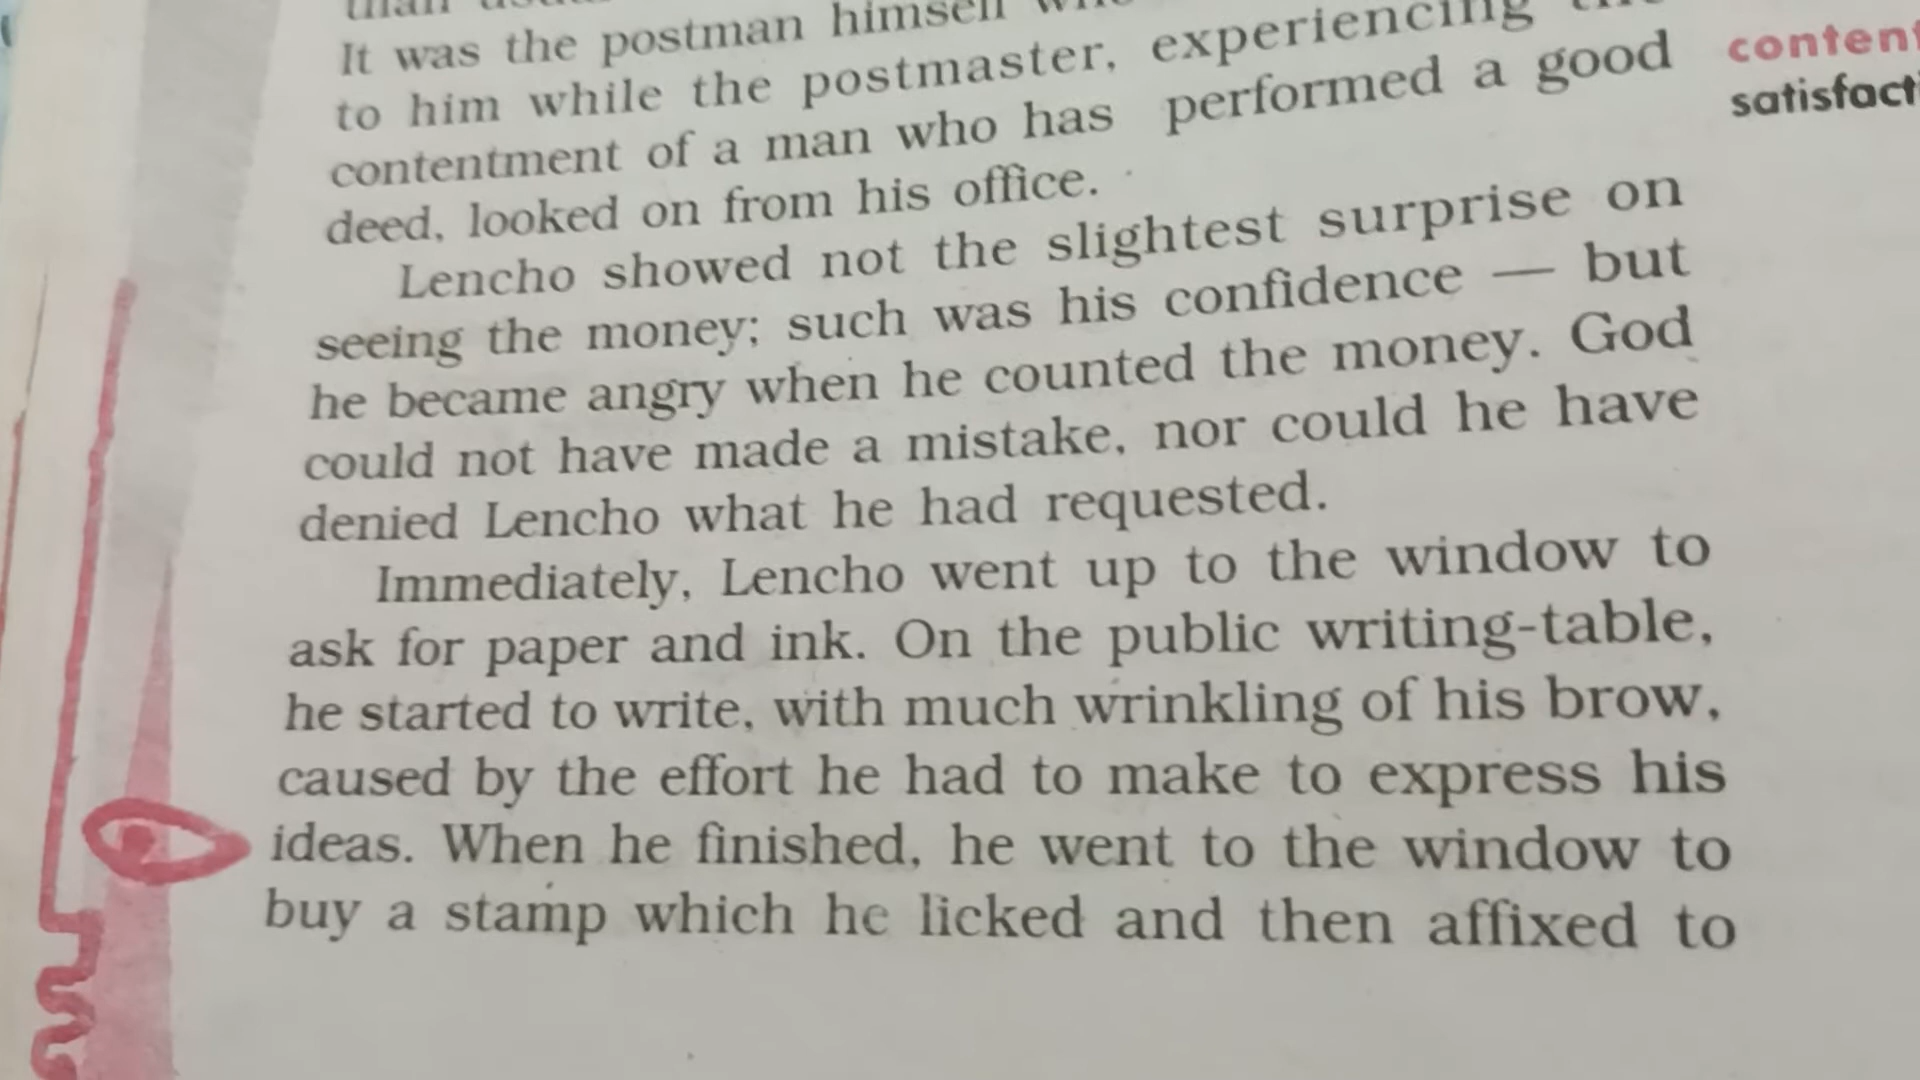 It was the postman himself
to him while the postmaster, experiencing
contentment of a man who has performed a good
deed, looked on from his office.
Lencho showed not the slightest surprise on
seeing the money; such was his confidence — but
he became angry when he counted the money. God
could not have made a mistake, nor could he have
denied Lencho what he had requested.
Immediately, Lencho went up to the window to
ask for paper and ink. On the public writing-table,
he started to write, with much wrinkling of his brow,
caused by the effort he had to make to express his
ideas. When he finished, he went to the window to
buy a stamp which he licked and then affixed to
content
satisfacti